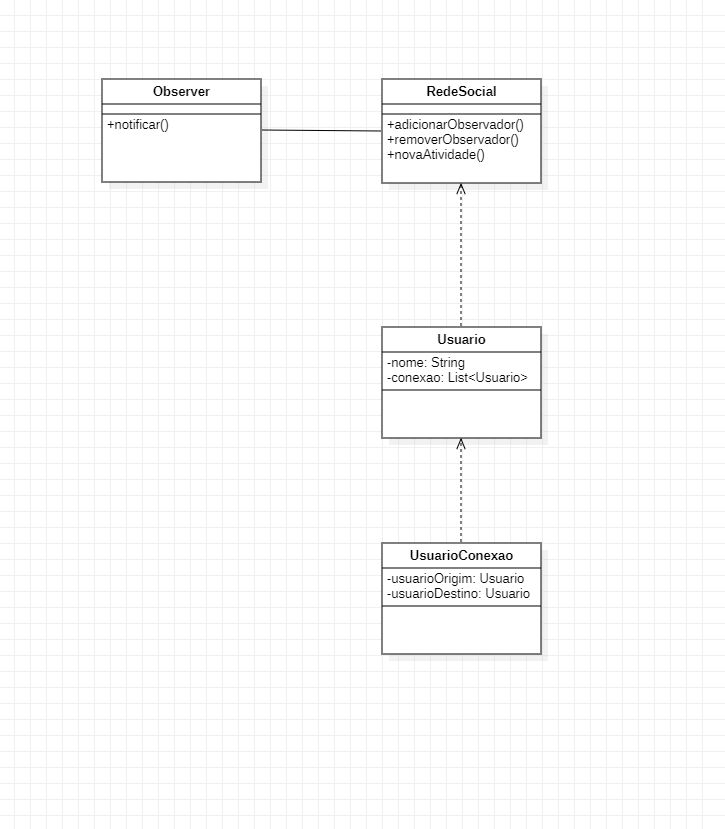 Observer
+notificar()
RedeSocial
+adicionarObservador()
+removerObservador()
+novaAtividade()
Usuario
-nome: String
-conexao: List<Usuario>
UsuarioConexao
-usuarioOrigim: Usuario
-usuarioDestino: Usuario